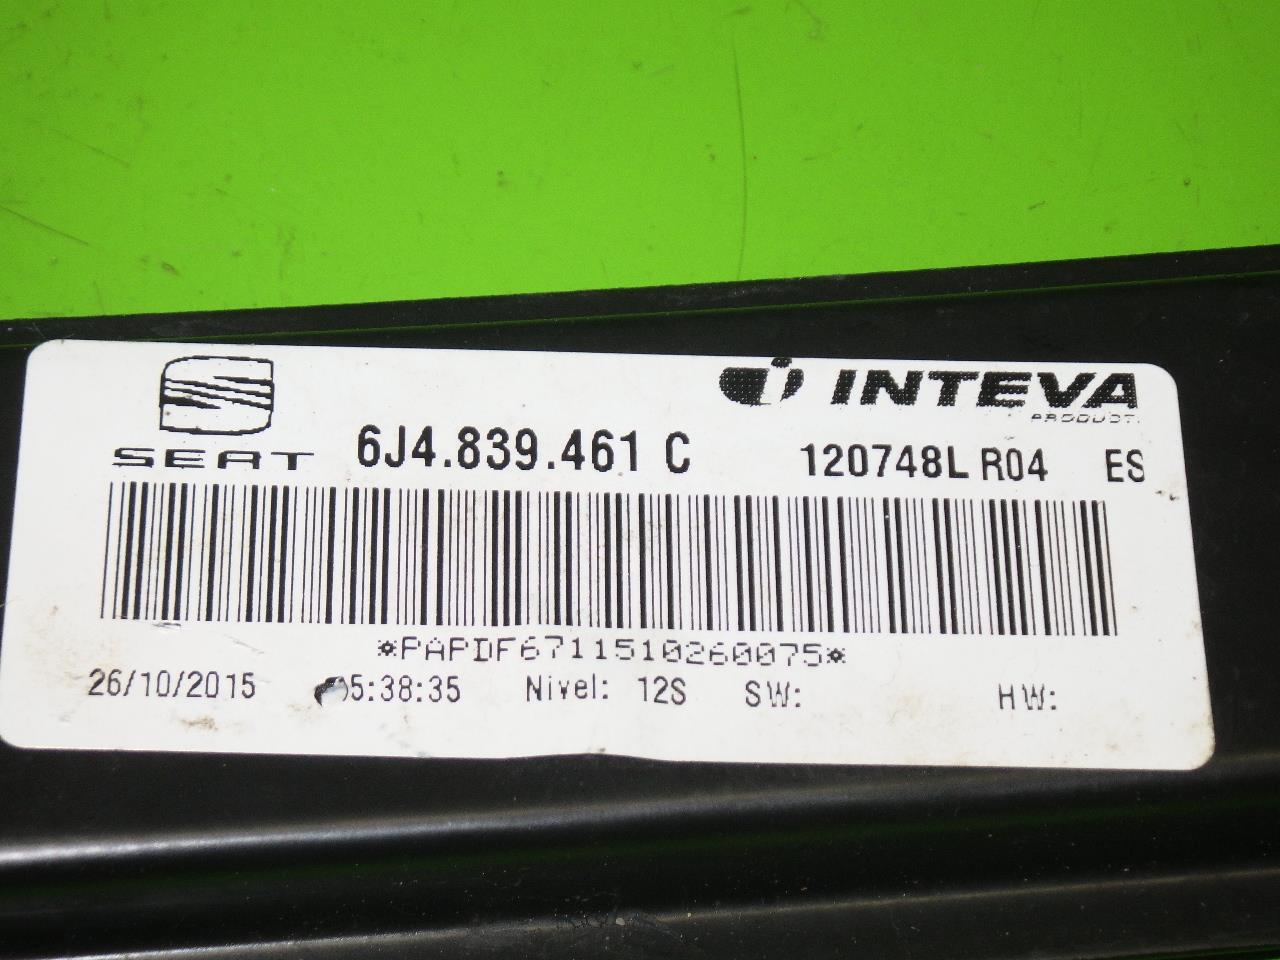 INTEVA
SEAT 6J4.839.461 C 120748L R04 ES
*PAPDF6711510260075*
26/10/2015 5:38:35 Nivel: 12S SW: HW: